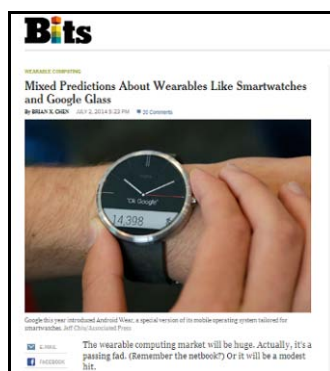 Bits
WEARABLE COMPUTING
Mixed Predictions About Wearables Like Smartwatches
and Google Glass
By BRIAN X. CHEN JULY 2, 2014 5:23 PM 20 Comments
"Ok Google"
14,398
Google this year introduced Android Wear, a special version of its mobile operating system tailored for
smartwatches. Jeff Chiu/Associated Press
E-MAIL
FACEBOOK
The wearable computing market will be huge. Actually, it's a
passing fad. (Remember the netbook?) Or it will be a modest
hit.